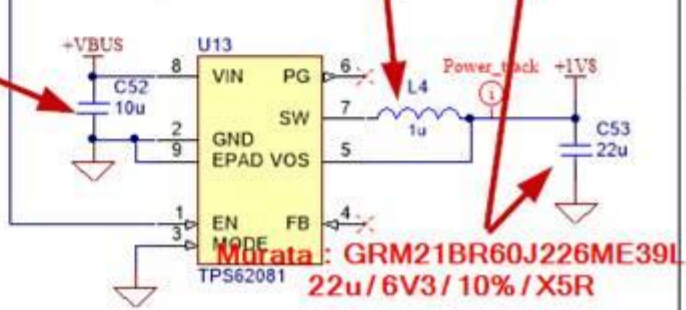 +VBUS
U13
8 VIN PG 6
C52
10u
L4
Power_track
1
+1V8
SW 7
1u
2 GND
9 EPAD VOS 5
C53
22u
1 EN FB 4
3 MODE
TPS62081
Murata : GRM21BR60J226ME39L
22u / 6V3 / 10% / X5R